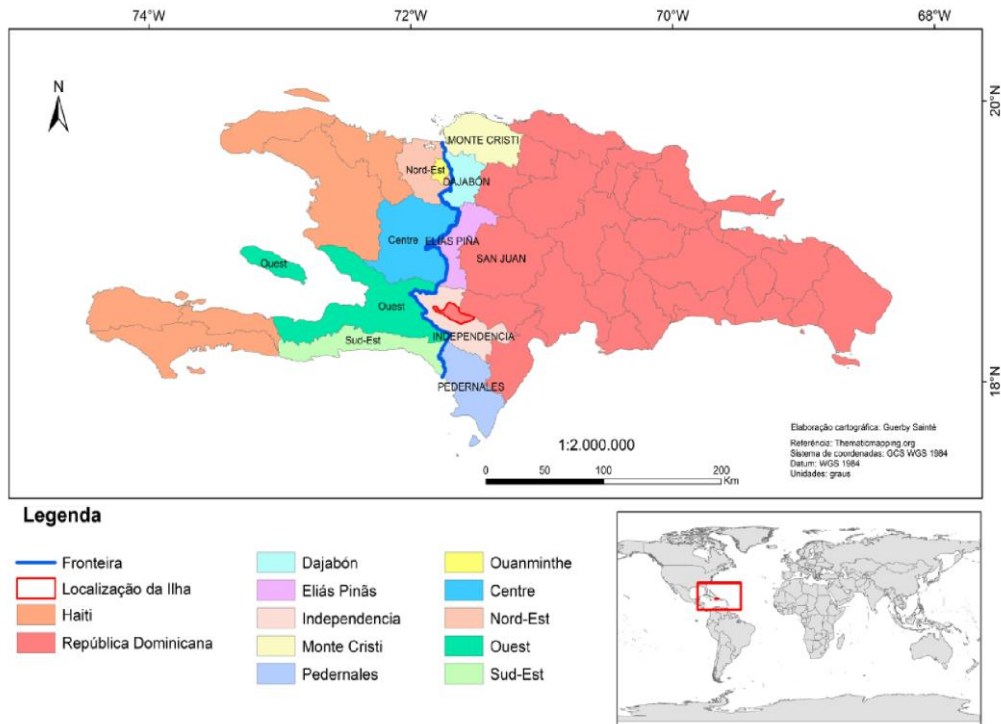 74°W 72°W 70°W 68°W
N
20°N
MONTE CRISTI
Nord-Est
DAJABÓN
Centre
ELÍAS PIÑA
Ouest
SAN JUAN
Ouest
INDEPENDENCIA
Sud-Est
PEDERNALES
18°N
1:2.000.000
0 50 100 200
Km
Elaboração cartográfica: Guerby Sainté
Referência: Thematicmapping.org
Sistema de coordenadas: GCS WGS 1984
Datum: WGS 1984
Unidades: graus
Legenda
Fronteira
Localização da Ilha
Haiti
República Dominicana
Dajabón
Eliás Pinãs
Independencia
Monte Cristi
Pedernales
Ouanminthe
Centre
Nord-Est
Ouest
Sud-Est